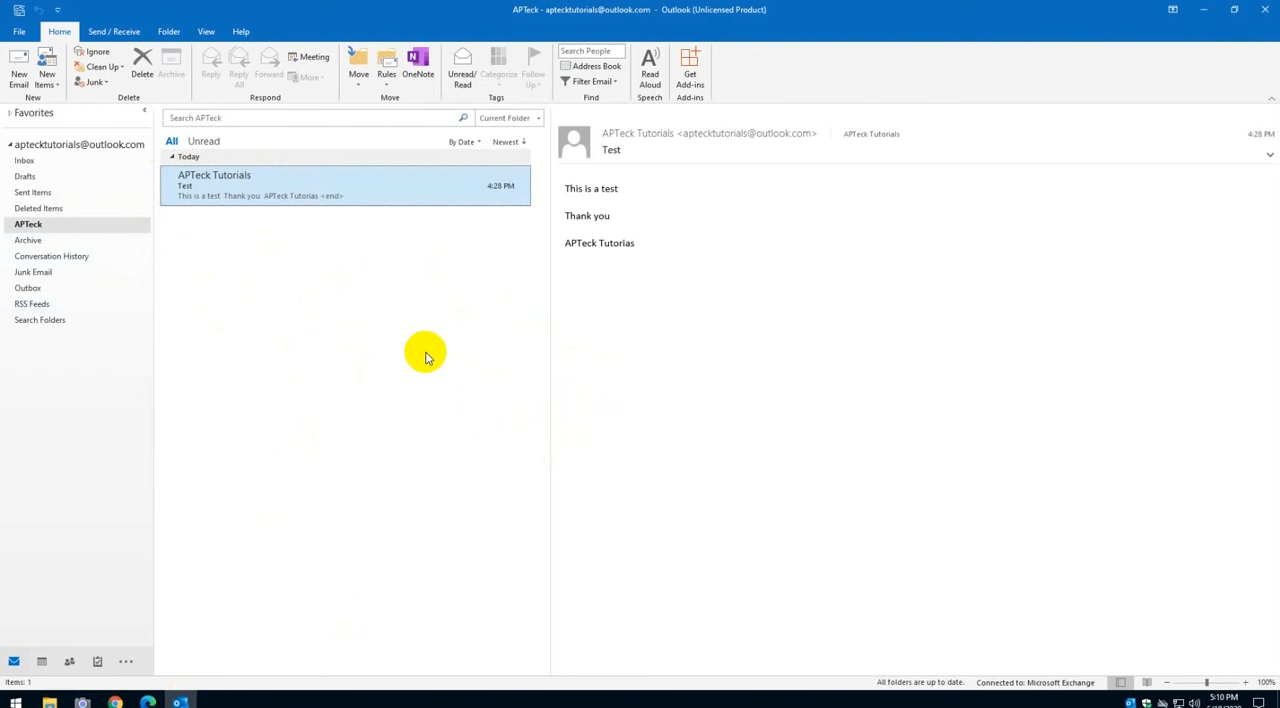 APTeck - aptecktutorials@outlook.com - Outlook (Unlicensed Product)
File Home Send / Receive Folder View Help
New Email
New Items
New
Ignore
Clean Up
Junk
Delete
Archive
Delete
Reply
Reply All
Forward
Meeting
More
Respond
Move
Rules
OneNote
Move
Unread/ Read
Categorize
Follow Up
Tags
Search People
Address Book
Filter Email
Find
Read Aloud
Speech
Get Add-ins
Add-ins
Favorites
aptecktutorials@outlook.com
Inbox
Drafts
Sent Items
Deleted Items
APTeck
Archive
Conversation History
Junk Email
Outbox
RSS Feeds
Search Folders
Search APTeck
Current Folder
All Unread
By Date Newest ↓
Today
APTeck Tutorials
Test 4:28 PM
This is a test Thank you APTeck Tutorias <end>
APTeck Tutorials <aptecktutorials@outlook.com> APTeck Tutorials 4:28 PM
Test
This is a test
Thank you
APTeck Tutorias
Items: 1
All folders are up to date. Connected to: Microsoft Exchange 100%
5:10 PM